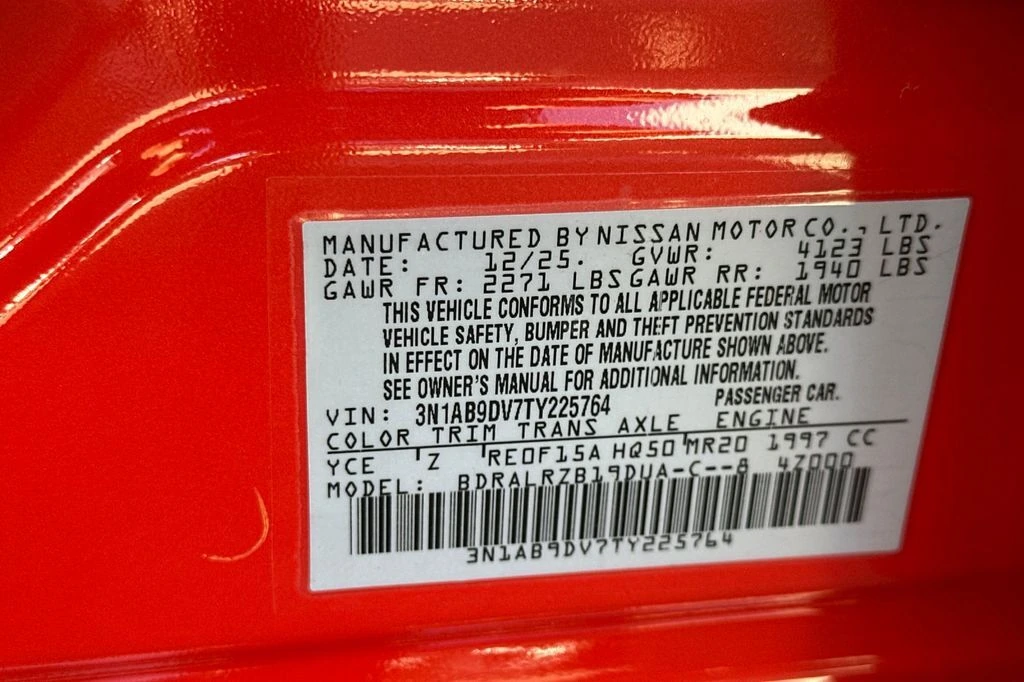 MANUFACTURED BY NISSAN MOTOR CO., LTD.
DATE: 12/25. GVWR: 4123 LBS
GAWR FR: 2271 LBS GAWR RR: 1940 LBS
THIS VEHICLE CONFORMS TO ALL APPLICABLE FEDERAL MOTOR
VEHICLE SAFETY, BUMPER AND THEFT PREVENTION STANDARDS
IN EFFECT ON THE DATE OF MANUFACTURE SHOWN ABOVE.
SEE OWNER'S MANUAL FOR ADDITIONAL INFORMATION.
VIN: 3N1AB9DV7TY225764 PASSENGER CAR.
COLOR TRIM TRANS AXLE ENGINE
YCE Z RE0F15A HQ50 MR20 1997 CC
MODEL: BDRALRZB19DUA-C--8 47000
3N1AB9DV7TY225764